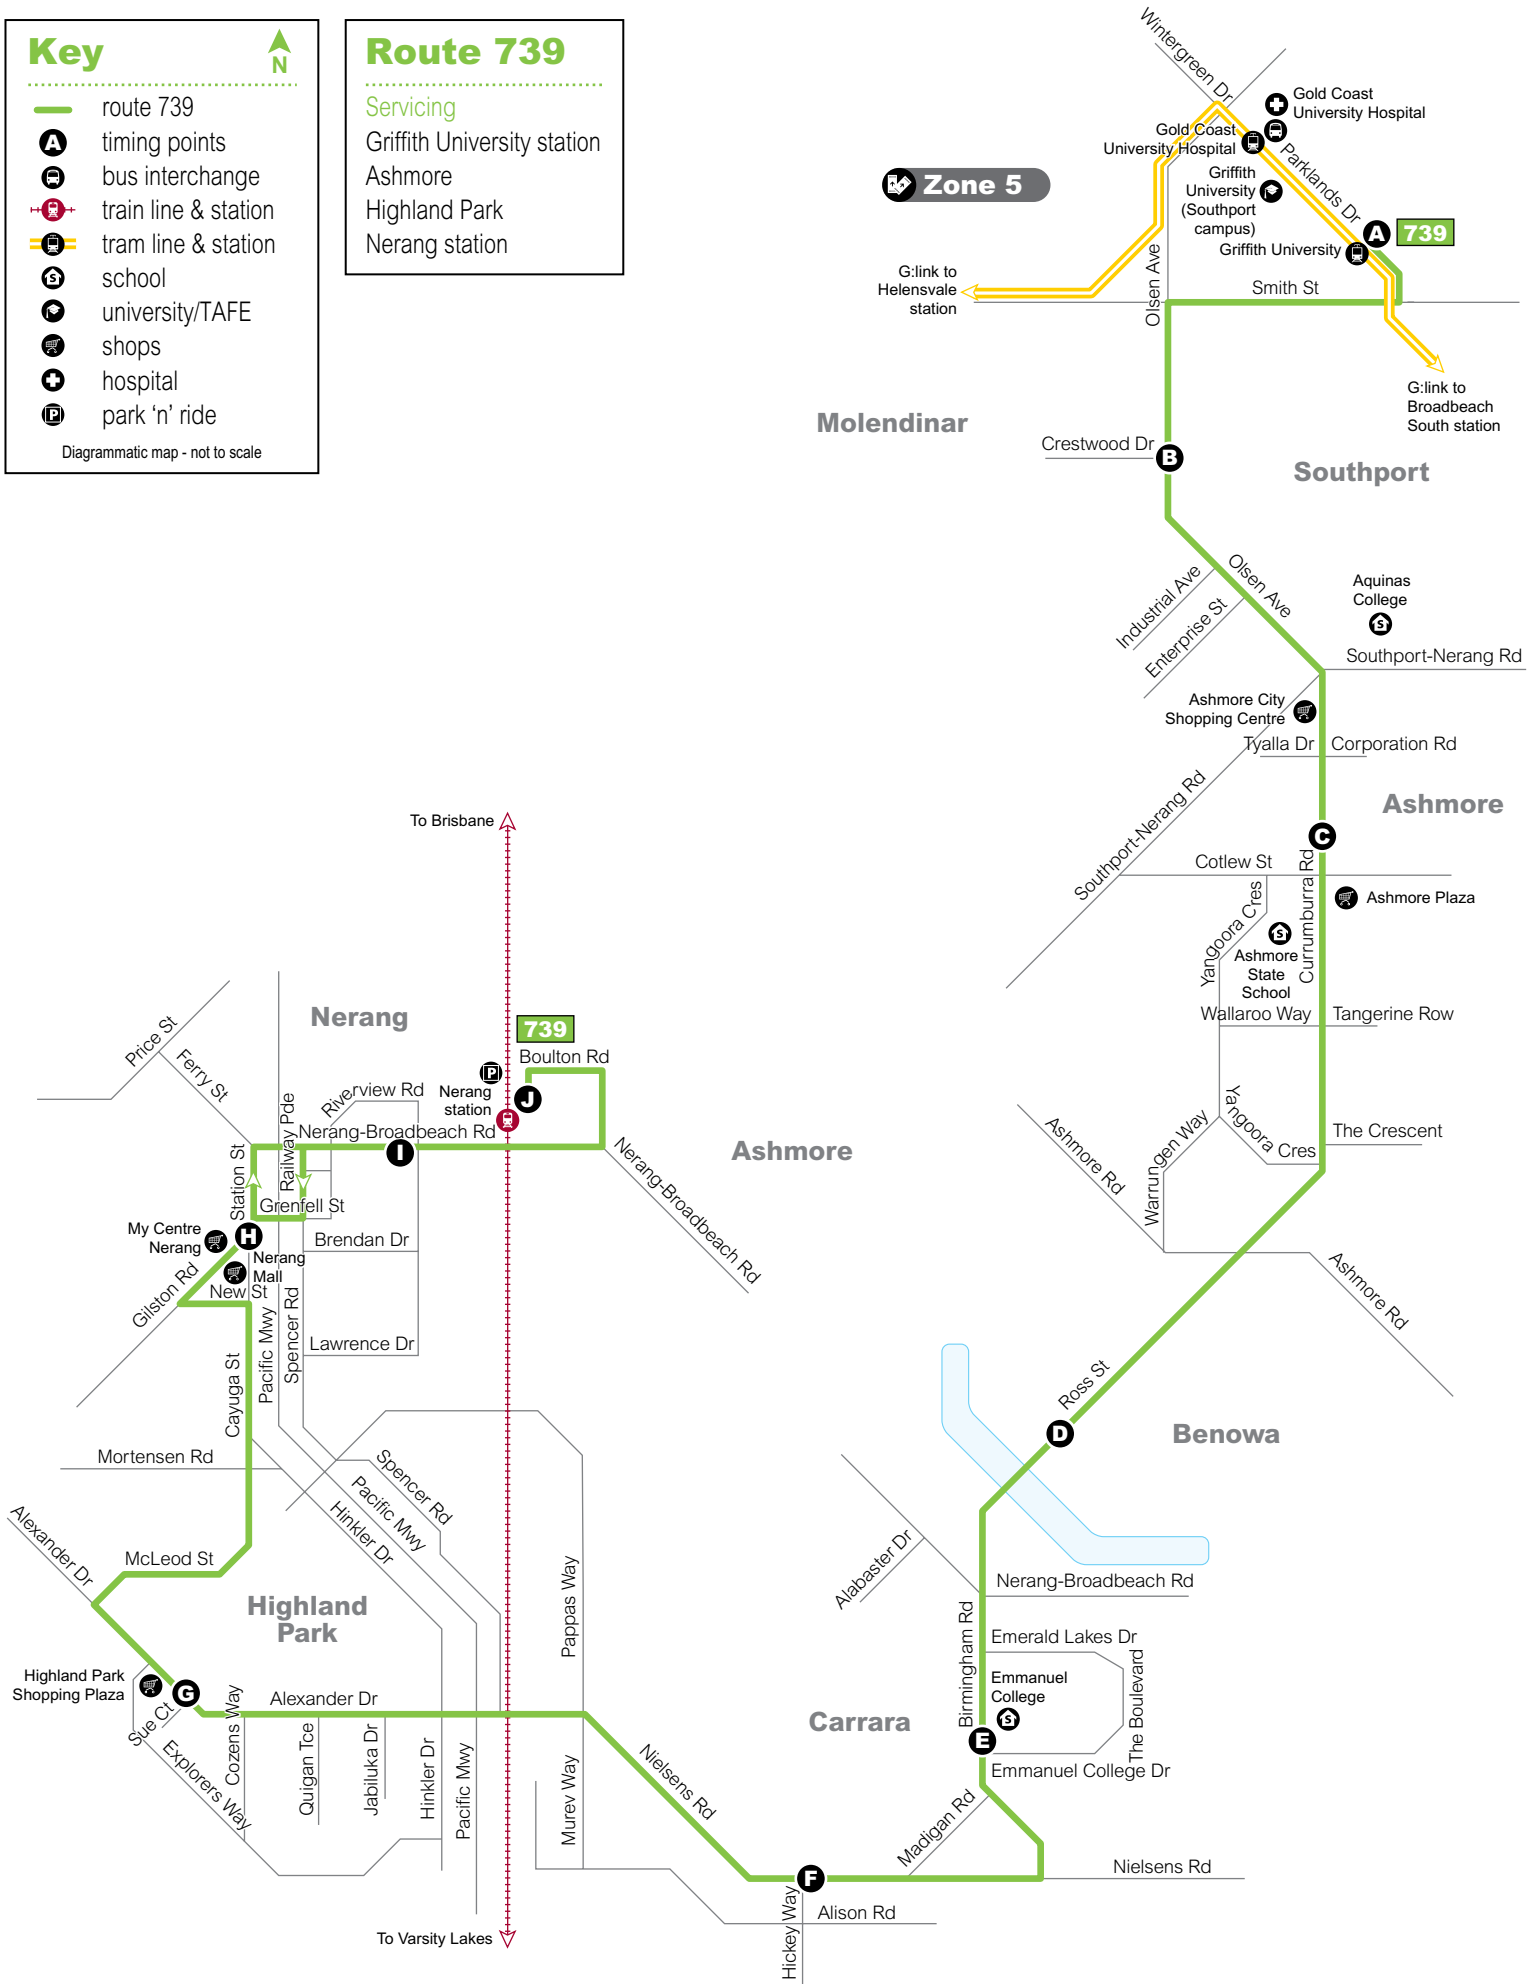 Key
N
route 739
A
timing points
bus interchange
train line & station
tram line & station
S
school
university/TAFE
shops
hospital
P
park ‘n’ ride
Diagrammatic map - not to scale
Route 739
Servicing
Griffith University station
Ashmore
Highland Park
Nerang station
Zone 5
Wintergreen Dr
Gold Coast
University Hospital
Gold Coast
University Hospital
Parklands Dr
Griffith
University
(Southport
campus)
Griffith University
A
739
G:link to
Helensvale
station
Olsen Ave
Smith St
G:link to
Broadbeach
South station
Molendinar
Crestwood Dr
B
Southport
Olsen Ave
Industrial Ave
Enterprise St
Aquinas
College
S
Southport-Nerang Rd
Ashmore City
Shopping Centre
Tyalla Dr
Corporation Rd
Southport-Nerang Rd
Ashmore
C
Cotlew St
Currumburra Rd
Ashmore Plaza
Yangoora Cres
S
Ashmore
State
School
Wallaroo Way
Tangerine Row
Yangoora
Cres
Warrungen Way
The Crescent
Ashmore Rd
Ashmore Rd
Ashmore
To Brisbane
Nerang
739
Boulton Rd
P
J
Nerang
station
Price St
Ferry St
Railway Pde
Riverview Rd
Nerang-Broadbeach Rd
I
Nerang-Broadbeach Rd
Station St
Grenfell St
H
My Centre
Nerang
Nerang
Mall
Brendan Dr
Gilston Rd
New St
Pacific Mwy
Spencer Rd
Lawrence Dr
Cayuga St
Mortensen Rd
Spencer Rd
Pacific Mwy
Hinkler Dr
Alexander Dr
McLeod St
Highland
Park
Pappas Way
Highland Park
Shopping Plaza
G
Alexander Dr
Sue Ct
Explorers Way
Cozens Way
Quigan Tce
Jabiluka Dr
Hinkler Dr
Pacific Mwy
Murev Way
Nielsens Rd
To Varsity Lakes
Ross St
D
Benowa
Alabaster Dr
Nerang-Broadbeach Rd
Birmingham Rd
Emerald Lakes Dr
Emmanuel
College
S
The Boulevard
Carrara
E
Emmanuel College Dr
Madigan Rd
F
Nielsens Rd
Hickey Way
Alison Rd